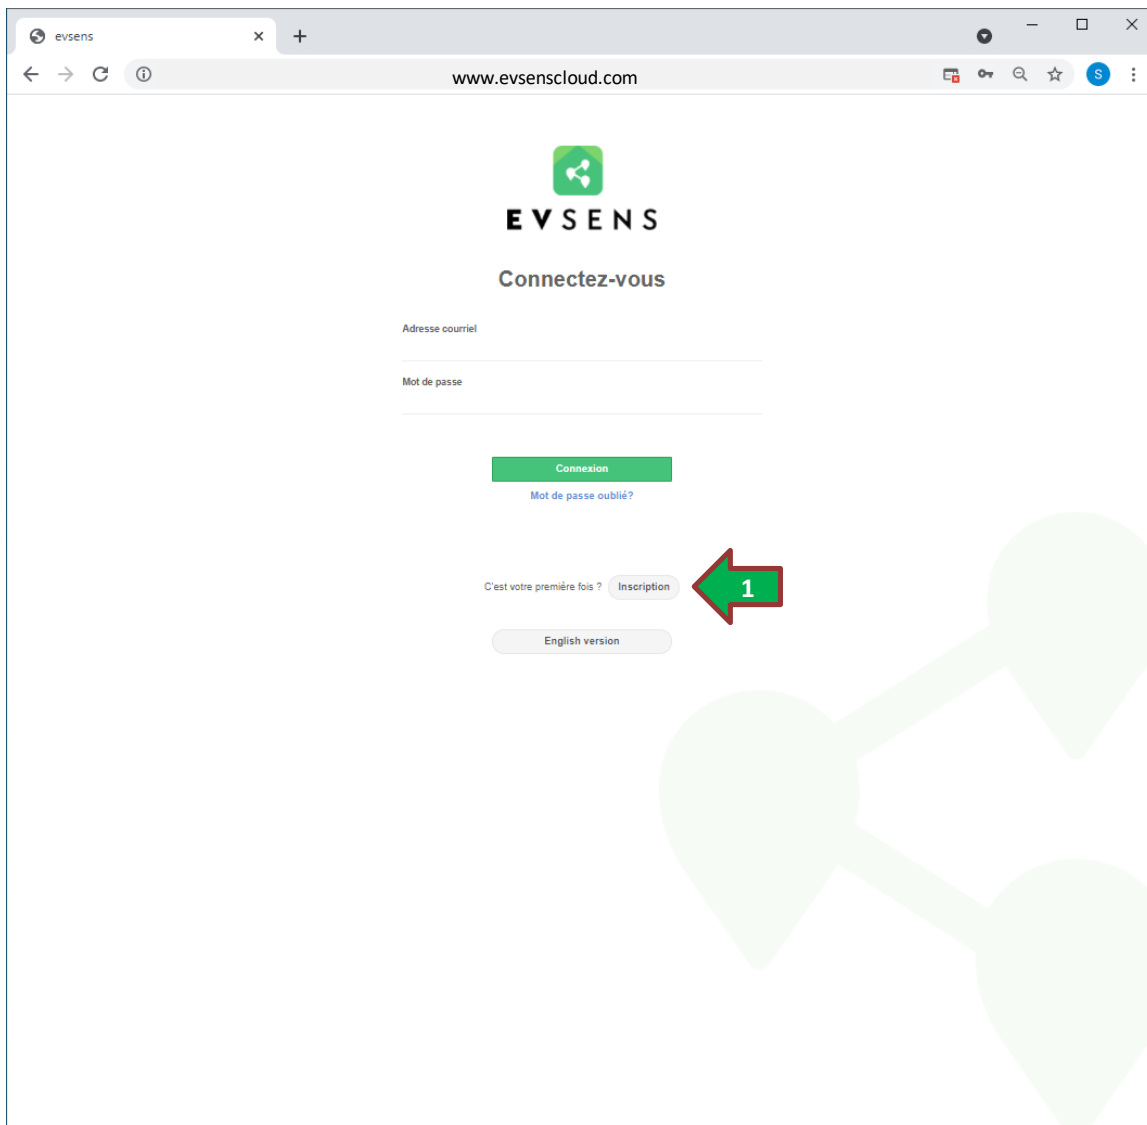 evsens
www.evsenscloud.com
S
EVSENS
Connectez-vous
Adresse courriel
Mot de passe
Connexion
Mot de passe oublié?
C'est votre première fois ? Inscription
1
English version